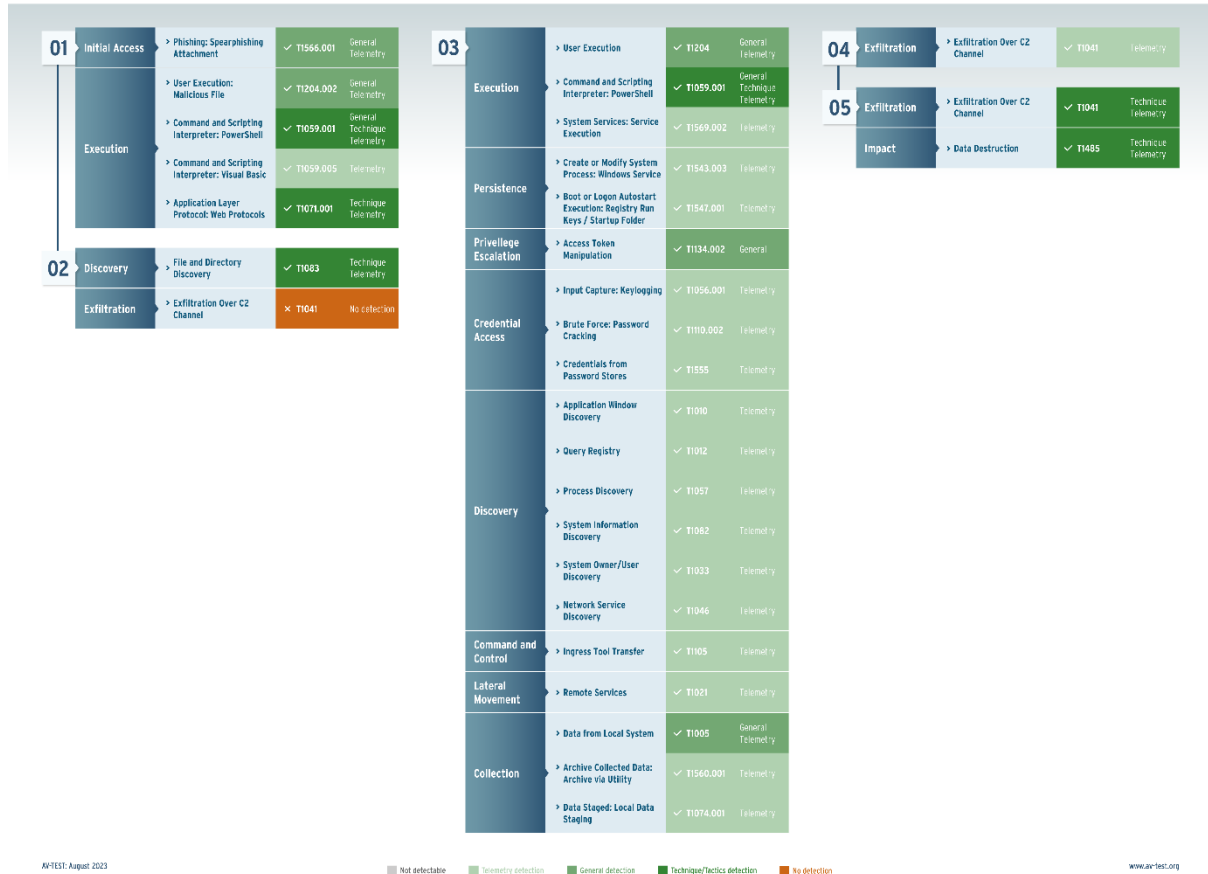 01
Initial Access
> Phishing: Spearphishing
Attachment
✓ T1566.001
General
Telemetry
Execution
> User Execution:
Malicious File
✓ T1204.002
General
Telemetry
> Command and Scripting
Interpreter: PowerShell
✓ T1059.001
General
Technique
Telemetry
> Command and Scripting
Interpreter: Visual Basic
✓ T1059.005
Telemetry
> Application Layer
Protocol: Web Protocols
✓ T1071.001
Technique
Telemetry
02
Discovery
> File and Directory
Discovery
✓ T1083
Technique
Telemetry
Exfiltration
> Exfiltration Over C2
Channel
× T1041
No detection
03
Execution
> User Execution
✓ T1204
General
Telemetry
> Command and Scripting
Interpreter: PowerShell
✓ T1059.001
General
Technique
Telemetry
> System Services: Service
Execution
✓ T1569.002
Telemetry
Persistence
> Create or Modify System
Process: Windows Service
✓ T1543.003
Telemetry
> Boot or Logon Autostart
Execution: Registry Run
Keys / Startup Folder
✓ T1547.001
Telemetry
Privellege
Escalation
> Access Token
Manipulation
✓ T1134.002
General
Credential
Access
> Input Capture: Keylogging
✓ T1056.001
Telemetry
> Brute Force: Password
Cracking
✓ T1110.002
Telemetry
> Credentials from
Password Stores
✓ T1555
Telemetry
Discovery
> Application Window
Discovery
✓ T1010
Telemetry
> Query Registry
✓ T1012
Telemetry
> Process Discovery
✓ T1057
Telemetry
> System Information
Discovery
✓ T1082
Telemetry
> System Owner/User
Discovery
✓ T1033
Telemetry
> Network Service
Discovery
✓ T1046
Telemetry
Command and
Control
> Ingress Tool Transfer
✓ T1105
Telemetry
Lateral
Movement
> Remote Services
✓ T1021
Telemetry
Collection
> Data from Local System
✓ T1005
General
Telemetry
> Archive Collected Data:
Archive via Utility
✓ T1560.001
Telemetry
> Data Staged: Local Data
Staging
✓ T1074.001
Telemetry
04
Exfiltration
> Exfiltration Over C2
Channel
✓ T1041
Telemetry
05
Exfiltration
> Exfiltration Over C2
Channel
✓ T1041
Technique
Telemetry
Impact
> Data Destruction
✓ T1485
Technique
Telemetry
AV-TEST: August 2023
Not detectable
Telemetry detection
General detection
Technique/Tactics detection
No detection
www.av-test.org